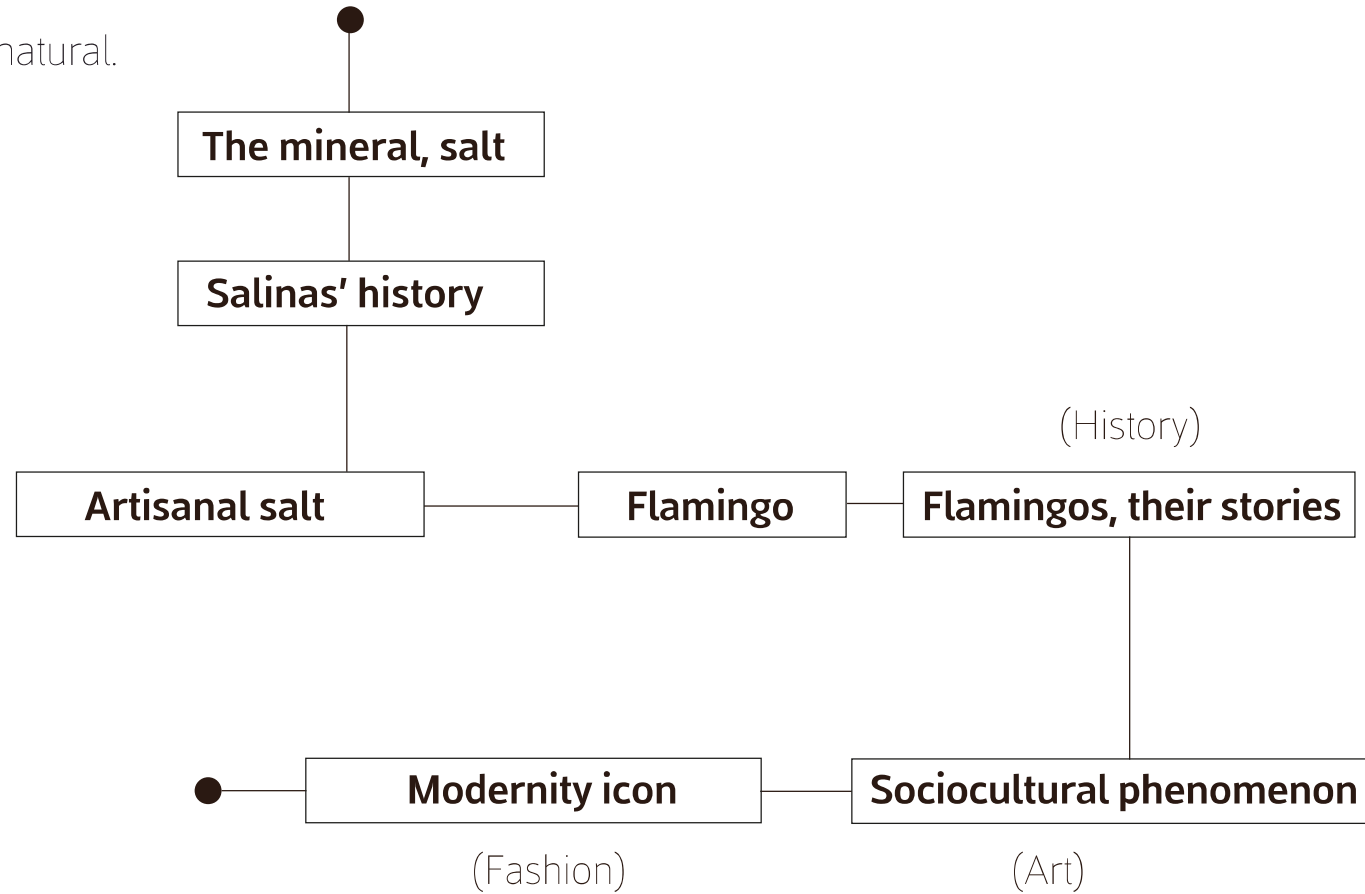 natural.
The mineral, salt
Salinas’ history
(History)
Artisanal salt
Flamingo
Flamingos, their stories
Modernity icon
Sociocultural phenomenon
(Fashion)
(Art)